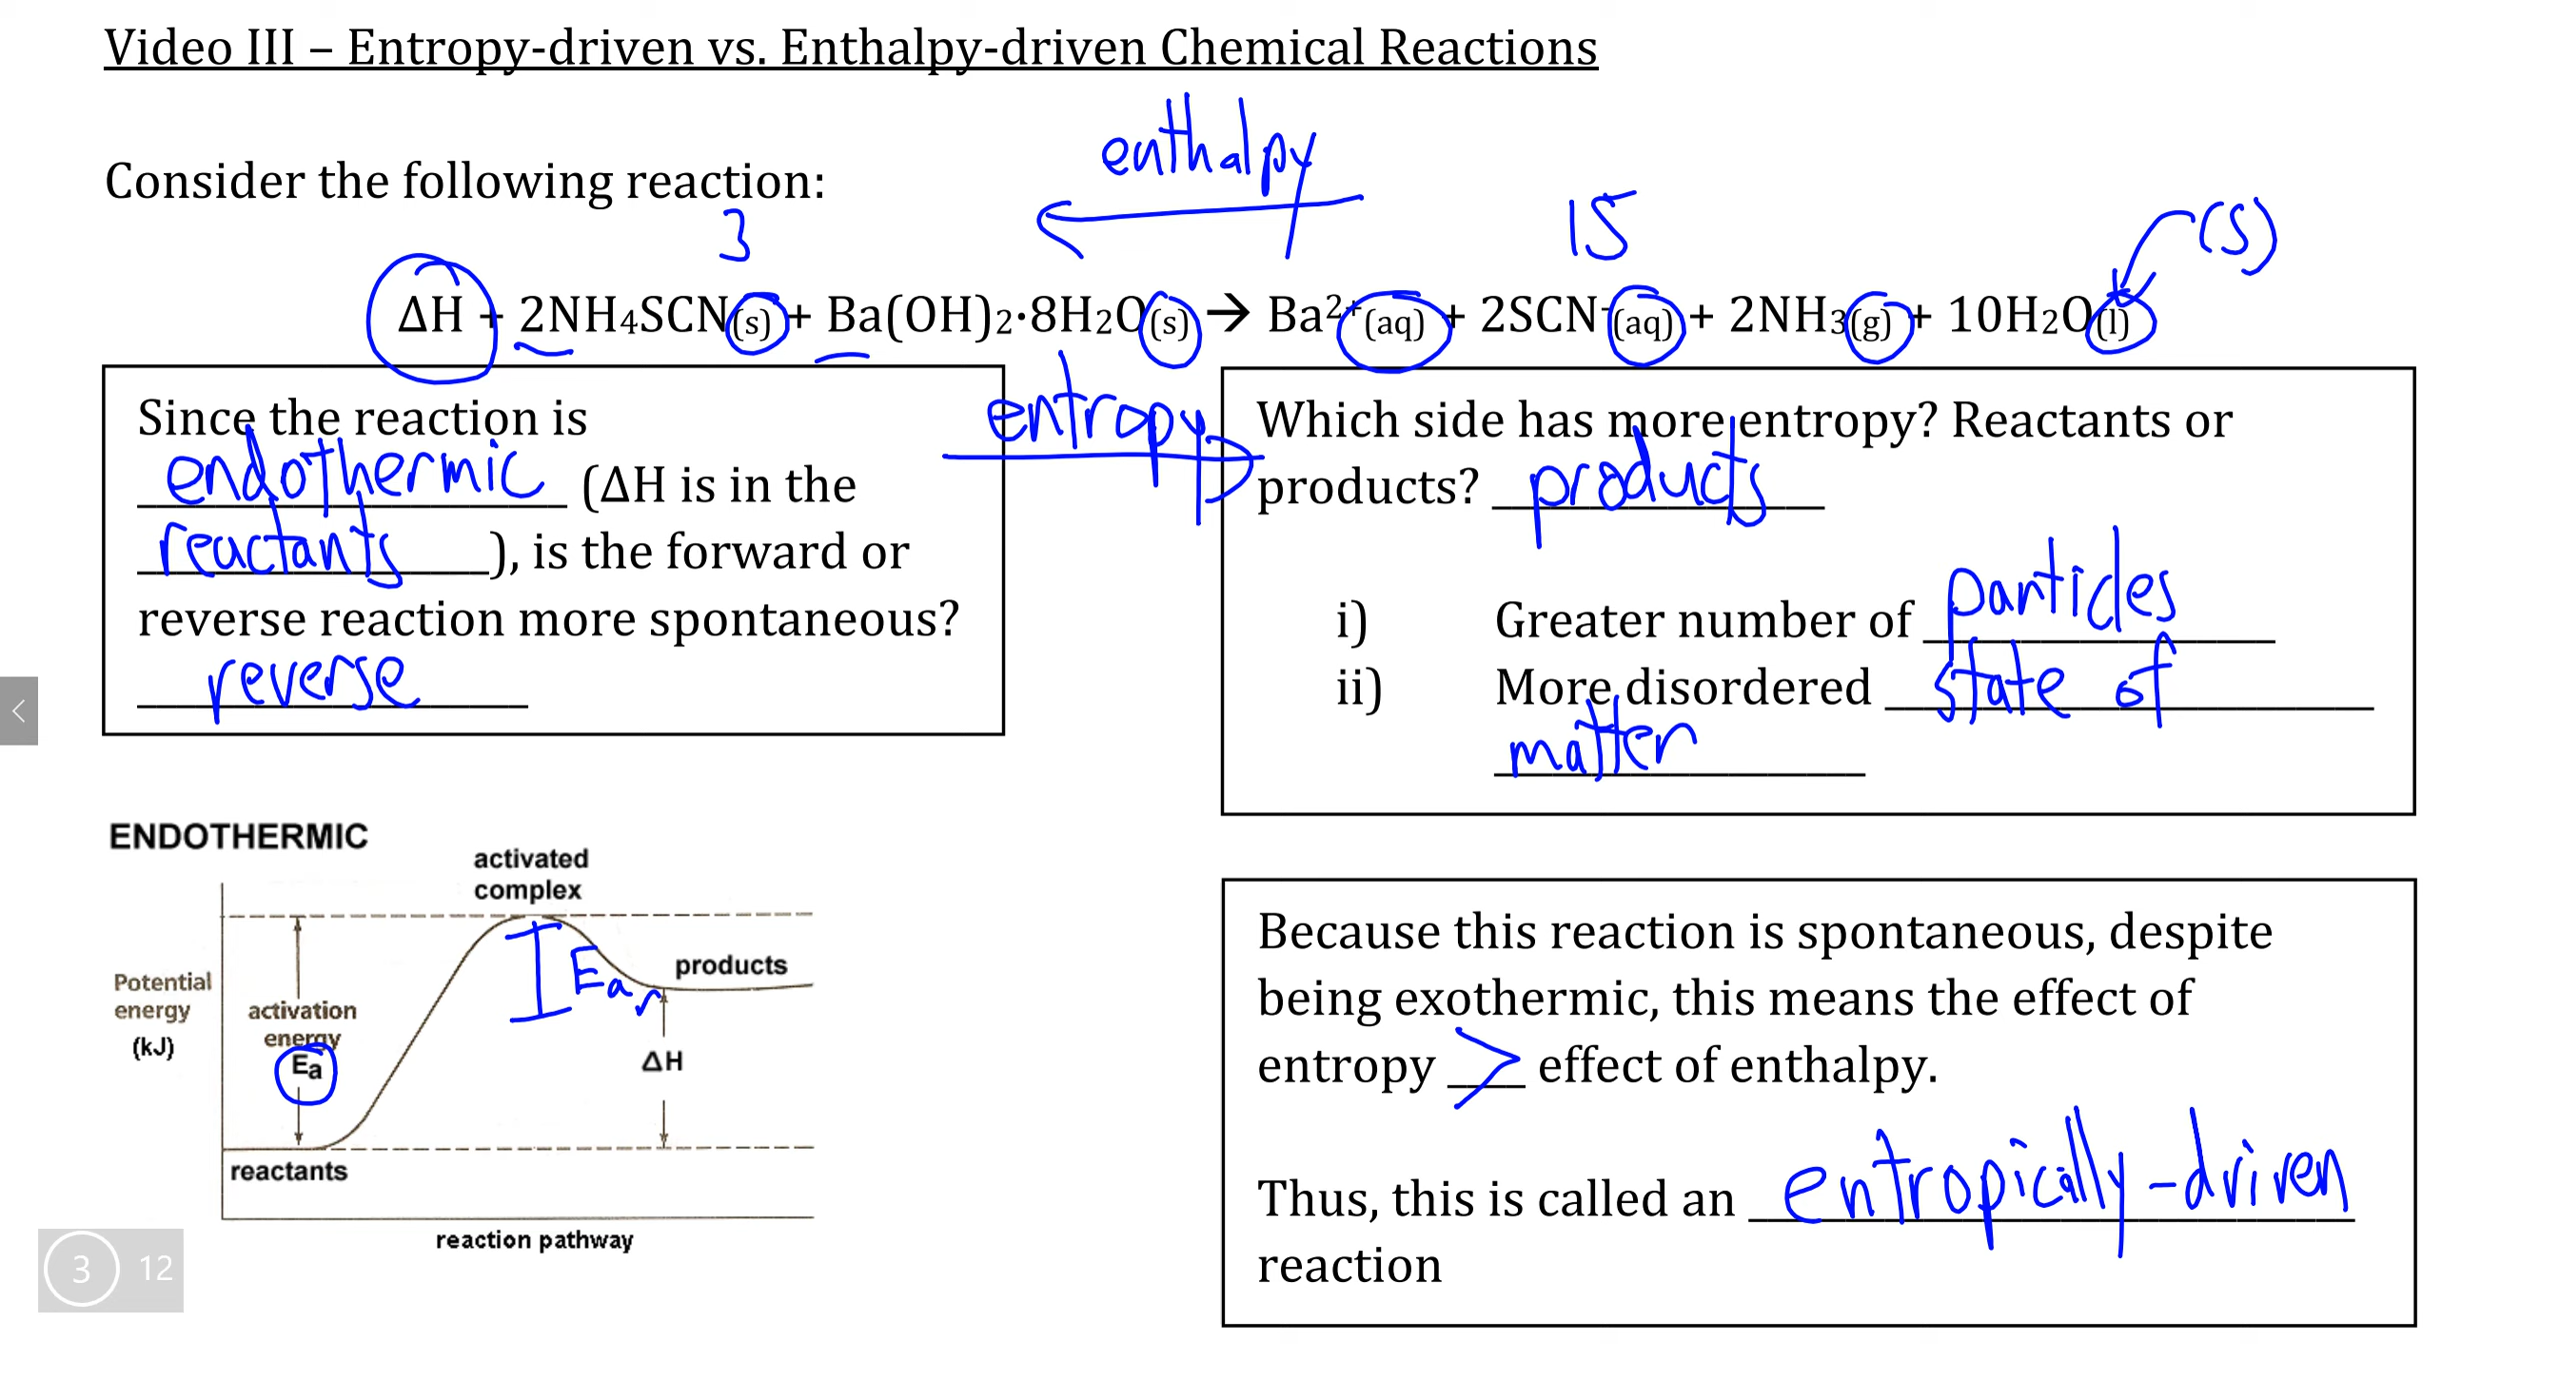 Video III – Entropy-driven vs. Enthalpy-driven Chemical Reactions
enthalpy
Consider the following reaction:
3
15
(s)
ΔH + 2NH4SCN(s) + Ba(OH)2·8H2O(s) → Ba2+(aq) + 2SCN-(aq) + 2NH3(g) + 10H2O(l)
entropy
Since the reaction is
endothermic (ΔH is in the
reactants), is the forward or
reverse reaction more spontaneous?
reverse
Which side has more entropy? Reactants or
products? products
i) Greater number of particles
ii) More disordered state of
matter
ENDOTHERMIC
activated
complex
Potential
energy
(kJ)
activation
energy
Ea
Ear
products
ΔH
reactants
reaction pathway
Because this reaction is spontaneous, despite
being exothermic, this means the effect of
entropy > effect of enthalpy.
Thus, this is called an entropically-driven
reaction
3 12